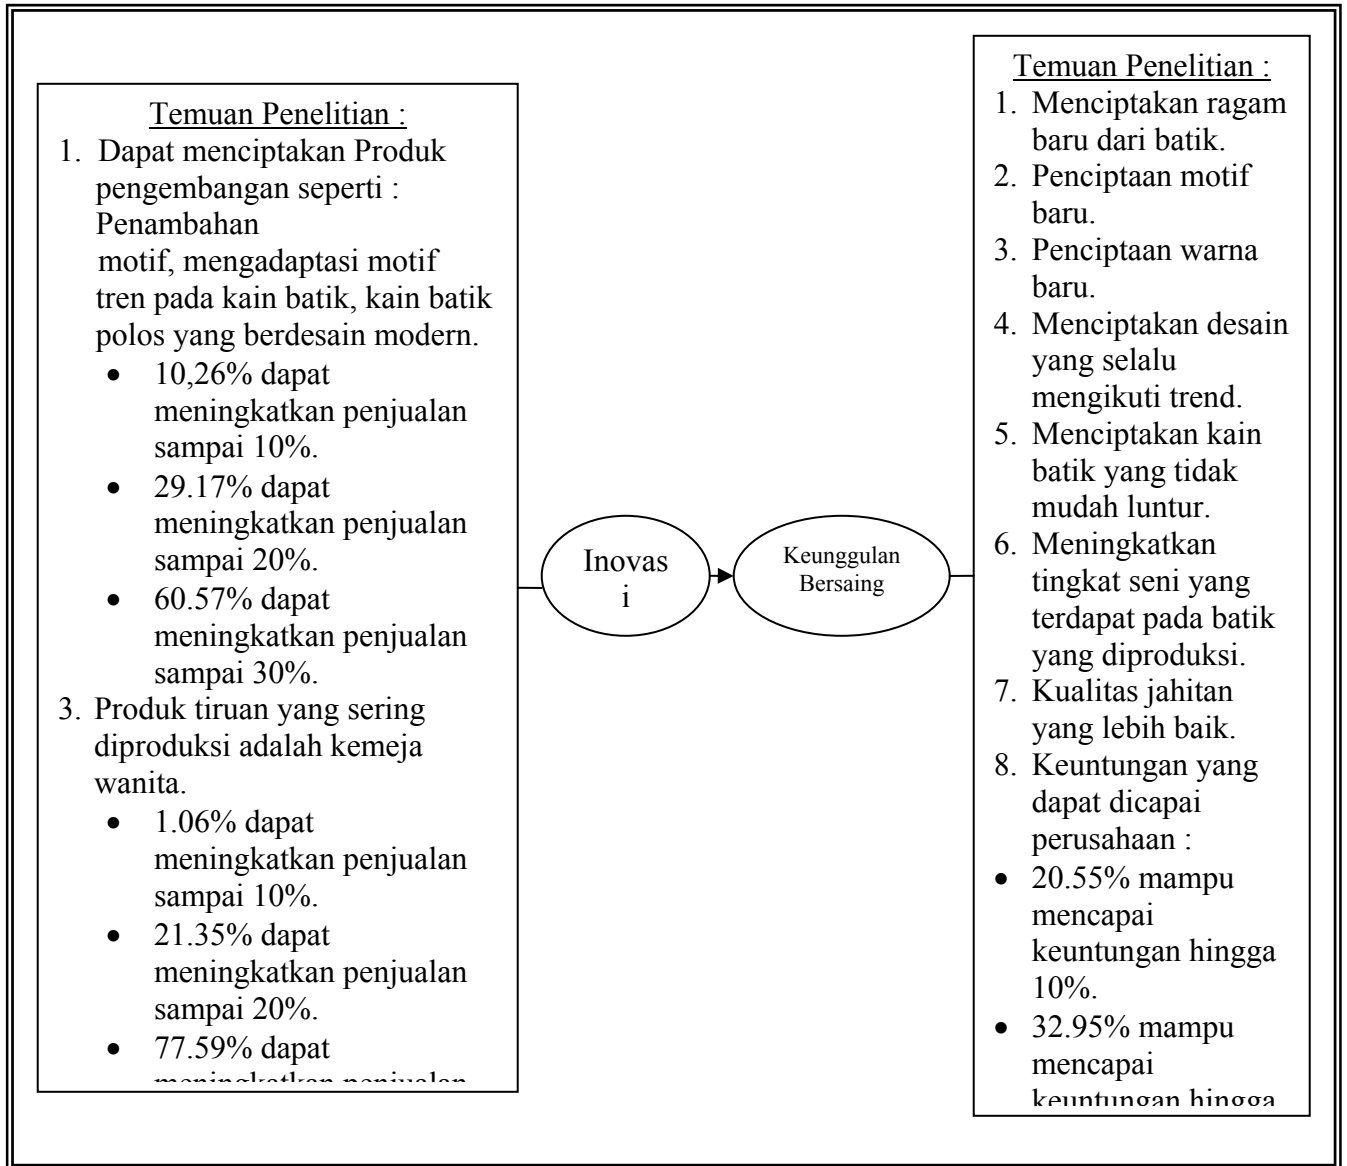 Temuan Penelitian :
1. Dapat menciptakan Produk
pengembangan seperti :
Penambahan
motif, mengadaptasi motif
tren pada kain batik, kain batik
polos yang berdesain modern.
• 10,26% dapat
meningkatkan penjualan
sampai 10%.
• 29.17% dapat
meningkatkan penjualan
sampai 20%.
• 60.57% dapat
meningkatkan penjualan
sampai 30%.
3. Produk tiruan yang sering
diproduksi adalah kemeja
wanita.
• 1.06% dapat
meningkatkan penjualan
sampai 10%.
• 21.35% dapat
meningkatkan penjualan
sampai 20%.
• 77.59% dapat
meningkatkan penjualan
Inovas
i
Keunggulan
Bersaing
Temuan Penelitian :
1. Menciptakan ragam
baru dari batik.
2. Penciptaan motif
baru.
3. Penciptaan warna
baru.
4. Menciptakan desain
yang selalu
mengikuti trend.
5. Menciptakan kain
batik yang tidak
mudah luntur.
6. Meningkatkan
tingkat seni yang
terdapat pada batik
yang diproduksi.
7. Kualitas jahitan
yang lebih baik.
8. Keuntungan yang
dapat dicapai
perusahaan :
• 20.55% mampu
mencapai
keuntungan hingga
10%.
• 32.95% mampu
mencapai
keuntungan hingga